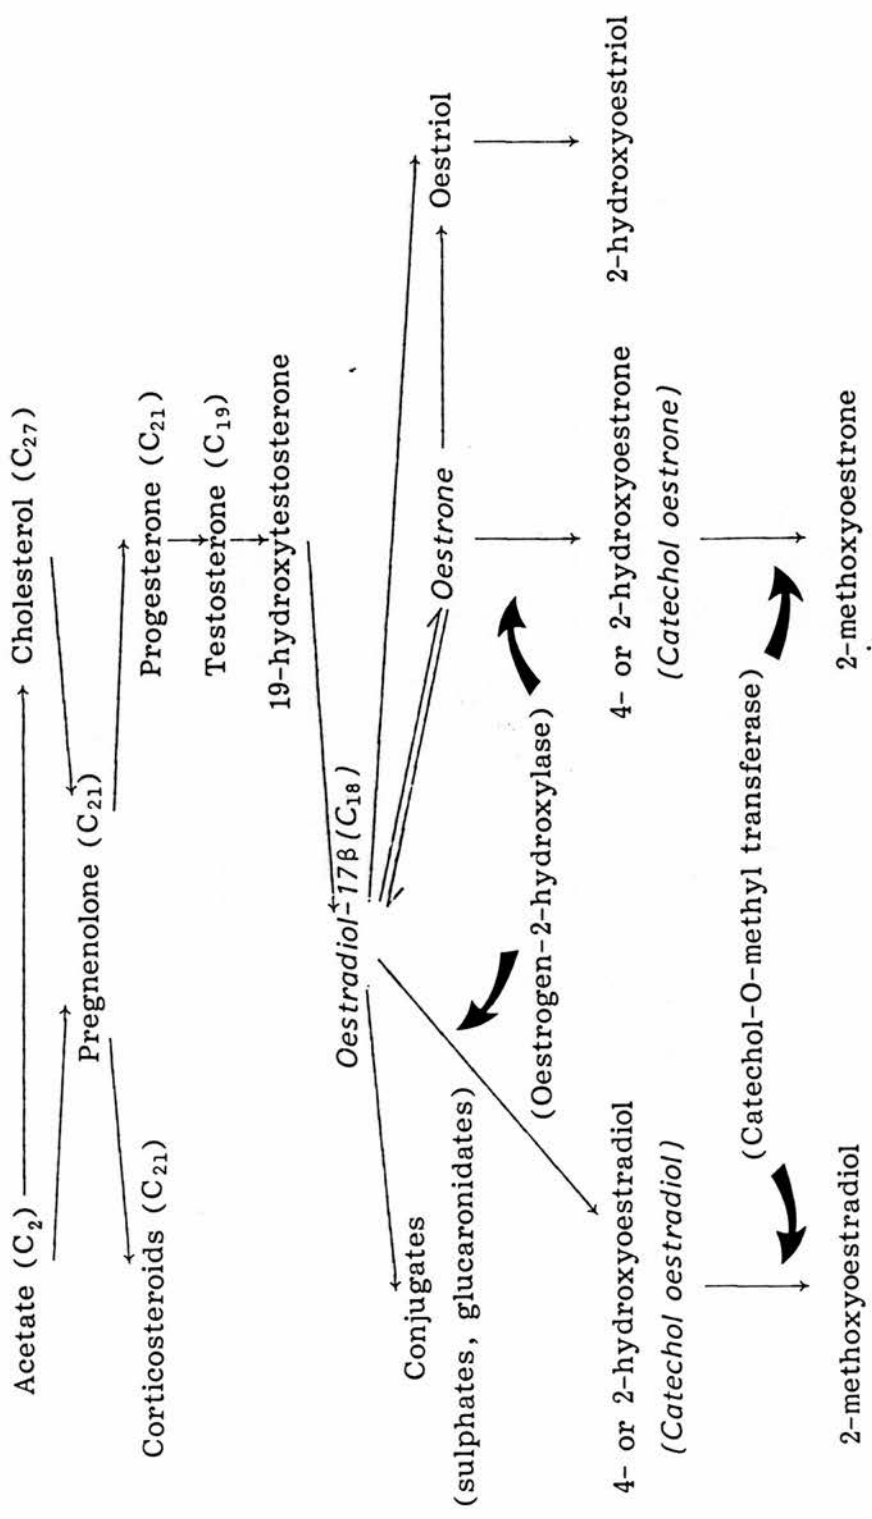 Acetate (C₂)
Cholesterol (C₂₇)
Pregnenolone (C₂₁)
Corticosteroids (C₂₁)
Progesterone (C₂₁)
Testosterone (C₁₉)
19-hydroxytestosterone
Oestradiol-17β (C₁₈)
Conjugates
(sulphates, glucaronidates)
Oestrone
Oestriol
(Oestrogen-2-hydroxylase)
4- or 2-hydroxyoestradiol
(Catechol oestradiol)
4- or 2-hydroxyoestrone
(Catechol oestrone)
2-hydroxyoestriol
(Catechol-O-methyl transferase)
2-methoxyoestradiol
2-methoxyoestrone